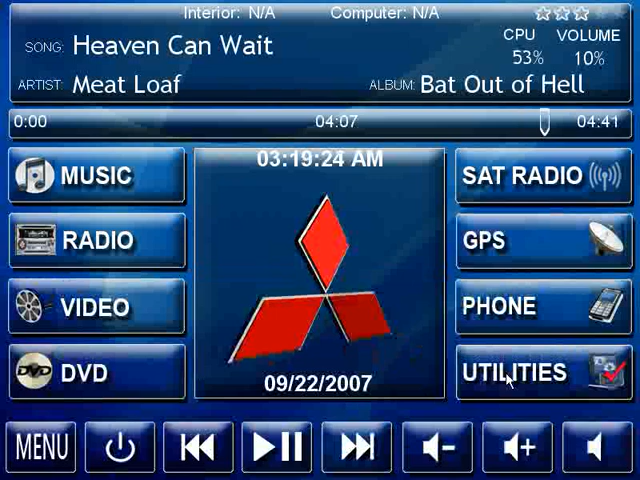 Interior: N/A Computer: N/A
SONG: Heaven Can Wait
CPU VOLUME
53% 10%
ARTIST: Meat Loaf ALBUM: Bat Out of Hell
0:00 04:07 04:41
03:19:24 AM
MUSIC
SAT RADIO
RADIO
GPS
VIDEO
PHONE
DVD DVD
UTILITIES
09/22/2007
MENU